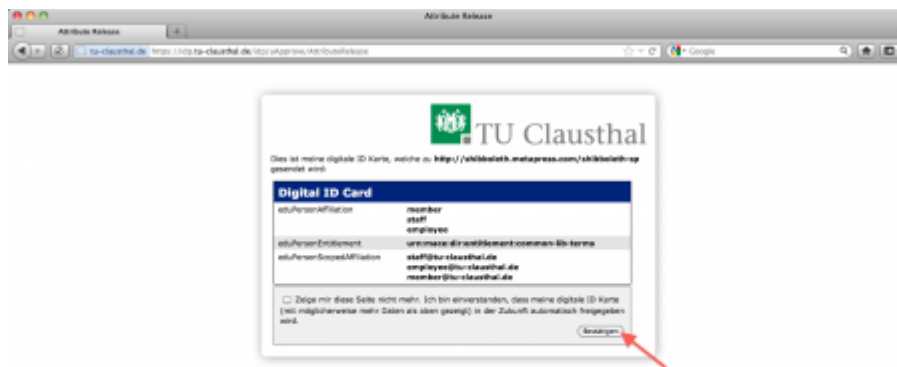 Attribute Release
Attribute Release
tu-clausthal.de https://idp.tu-clausthal.de/idp/uApprove/AttributeRelease
Google
TU Clausthal
Dies ist meine digitale ID Karte, welche zu http://shibboleth.metapress.com/shibboleth-sp
gesendet wird:
Digital ID Card
eduPersonAffiliation member
staff
employee
eduPersonEntitlement urn:mace:dir:entitlement:common-lib-terms
eduPersonScopedAffiliation staff@tu-clausthal.de
employee@tu-clausthal.de
member@tu-clausthal.de
Zeige mir diese Seite nicht mehr. Ich bin einverstanden, dass meine digitale ID Karte
(mit möglicherweise mehr Daten als oben gezeigt) in der Zukunft automatisch freigegeben
wird.
Bestätigen